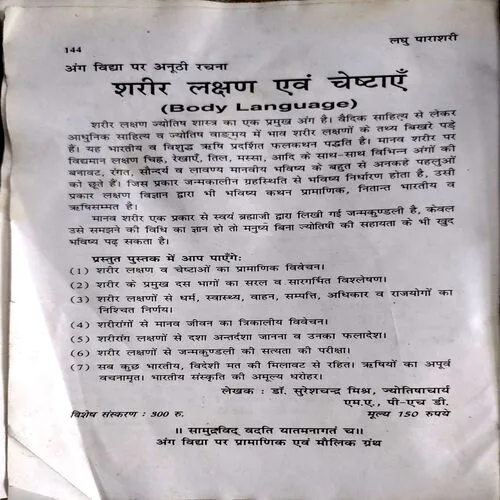 144
लघु पाराशरी
अंग विद्या पर अनूठी रचना
शरीर लक्षण एवं चेष्टाएँ
(Body Language)
शरीर लक्षण ज्योतिष शास्त्र का एक प्रमुख अंग है। वैदिक साहित्य से लेकर
आधुनिक साहित्य व ज्योतिष वाङ्मय में भाव शरीर लक्षणों के तथ्य बिखरे पड़े
हैं। यह भारतीय व विशुद्ध ऋषि प्रदर्शित फलकथन पद्धति है। मानव शरीर पर
विद्यमान लक्षण चिह्न, रेखाएँ, तिल, मस्सा, आदि के साथ-साथ विभिन्न अंगों की
बनावट, रंगत, सौन्दर्य व लावण्य मानवीय भविष्य के बहुत से अनकहे पहलुओं
को छूते हैं। जिस प्रकार जन्मकालीन ग्रहस्थिति से भविष्य निर्धारण होता है, उसी
प्रकार लक्षण विज्ञान द्वारा भी भविष्य कथन प्रामाणिक, नितान्त भारतीय व
ऋषिसम्मत है।
मानव शरीर एक प्रकार से स्वयं ब्रह्माजी द्वारा लिखी गई जन्मकुण्डली है, केवल
उसे समझने की विधि का ज्ञान हो तो मनुष्य बिना ज्योतिषी की सहायता के भी खुद
भविष्य पढ़ सकता है।
प्रस्तुत पुस्तक में आप पाएँगे:
(1) शरीर लक्षण व चेष्टाओं का प्रामाणिक विवेचन।
(2) शरीर के प्रमुख दस भागों का सरल व सारगर्भित विश्लेषण।
(3) शरीर लक्षणों से धर्म, स्वास्थ्य, वाहन, सम्पत्ति, अधिकार व राजयोगों का
निश्चित निर्णय।
(4) शरीरांगों से मानव जीवन का त्रिकालीय विवेचन।
(5) शरीरांग लक्षणों से दशा अन्तर्दशा जानना व उनका फलादेश।
(6) शरीर लक्षणों से जन्मकुण्डली की सत्यता की परीक्षा।
(7) सब कुछ भारतीय, विदेशी मत की मिलावट से रहित। ऋषियों का अपूर्व
वचनामृत। भारतीय संस्कृति की अमूल्य धरोहर।
लेखक : डॉ. सुरेशचन्द्र मिश्र, ज्योतिषाचार्य
एम.ए., पी-एच डी.
विशेष संस्करण : 300 रु. मूल्य 150 रुपये
॥ सामुद्रविद् वदति यातमनागतं च॥
अंग विद्या पर प्रामाणिक एवं मौलिक ग्रंथ